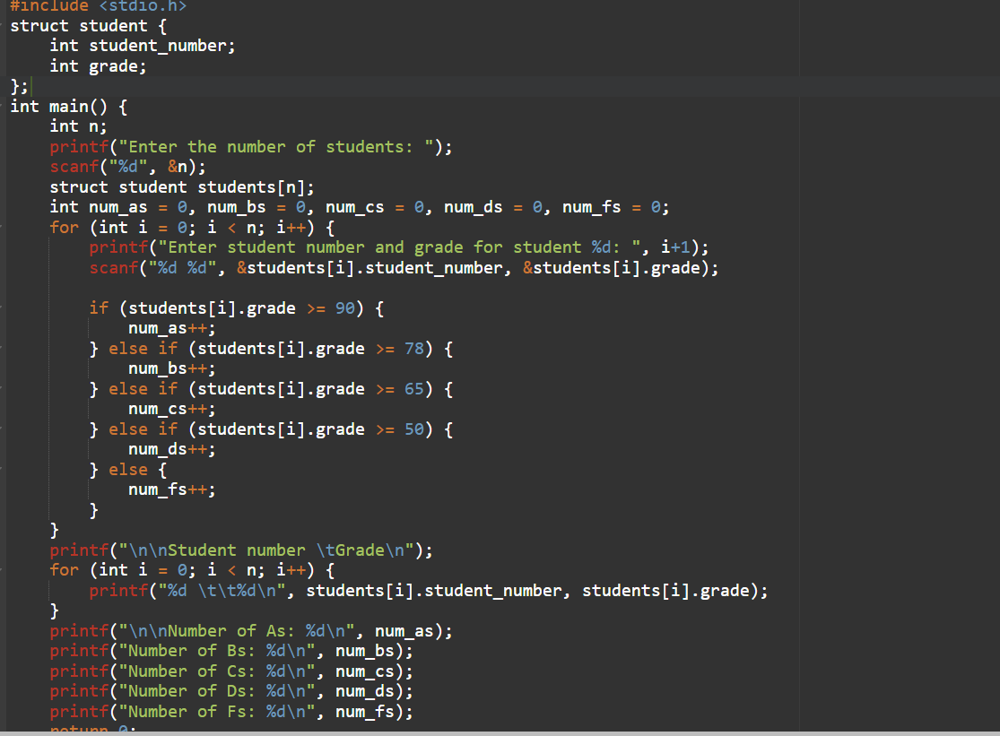 #include <stdio.h>
struct student {
    int student_number;
    int grade;
};
int main() {
    int n;
    printf("Enter the number of students: ");
    scanf("%d", &n);
    struct student students[n];
    int num_as = 0, num_bs = 0, num_cs = 0, num_ds = 0, num_fs = 0;
    for (int i = 0; i < n; i++) {
        printf("Enter student number and grade for student %d: ", i+1);
        scanf("%d %d", &students[i].student_number, &students[i].grade);

        if (students[i].grade >= 90) {
            num_as++;
        } else if (students[i].grade >= 78) {
            num_bs++;
        } else if (students[i].grade >= 65) {
            num_cs++;
        } else if (students[i].grade >= 50) {
            num_ds++;
        } else {
            num_fs++;
        }
    }
    printf("\n\nStudent number \tGrade\n");
    for (int i = 0; i < n; i++) {
        printf("%d \t\t%d\n", students[i].student_number, students[i].grade);
    }
    printf("\n\nNumber of As: %d\n", num_as);
    printf("Number of Bs: %d\n", num_bs);
    printf("Number of Cs: %d\n", num_cs);
    printf("Number of Ds: %d\n", num_ds);
    printf("Number of Fs: %d\n", num_fs);
    return 0;